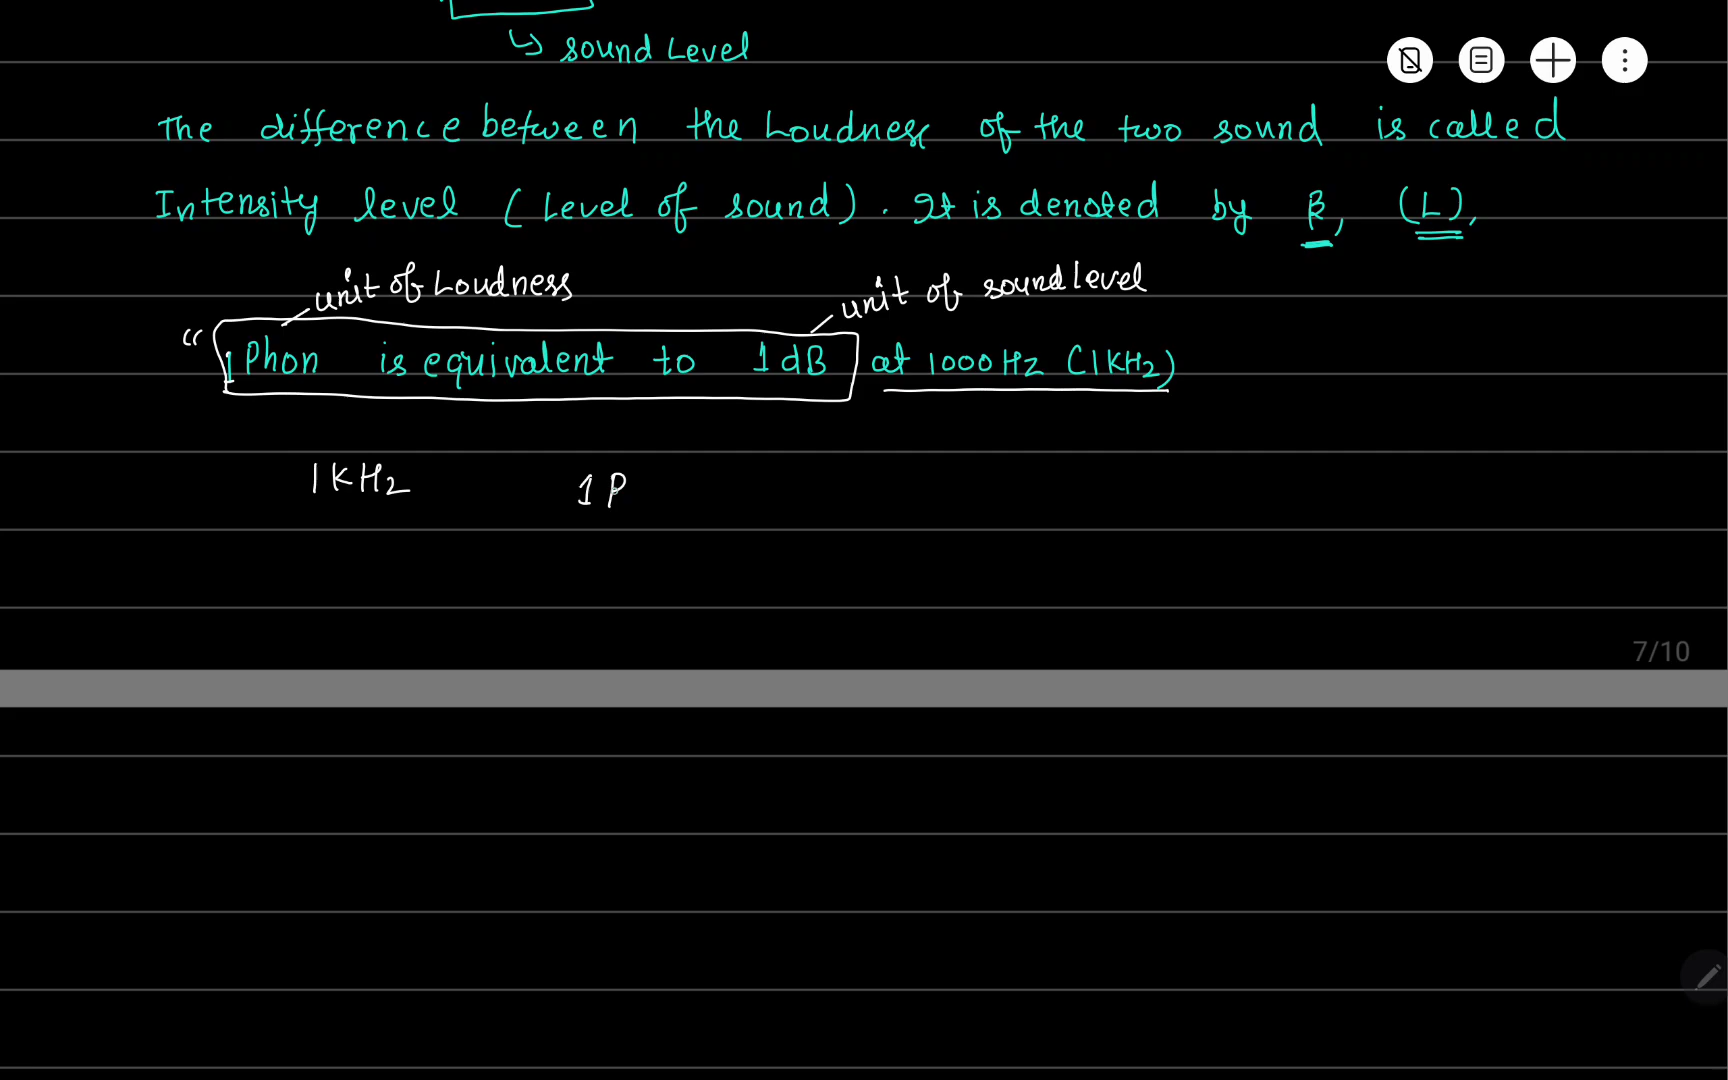 ↳ sound Level
The difference between the Loudness of the two sound is called
Intensity level (Level of sound). It is denoted by β, (L),
unit of Loudness
unit of soundlevel
“ 1 Phon is equivalent to 1 dB at 1000 Hz (1KHz)
1KHz 1 P
7/10